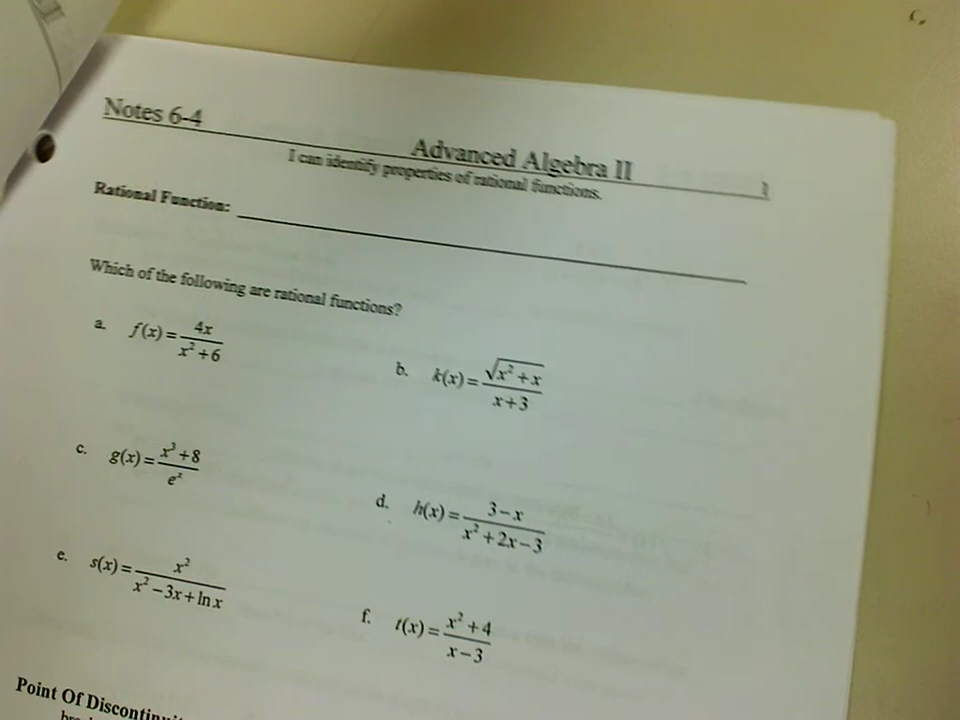 Notes 6-4
Advanced Algebra II
1
I can identify properties of rational functions.
Rational Function:
Which of the following are rational functions?
a. f(x) = 4x / (x² + 6)
b. k(x) = √(x² + x) / (x + 3)
c. g(x) = (x³ + 8) / eˣ
d. h(x) = (3 − x) / (x² + 2x − 3)
e. s(x) = x² / (x² − 3x + ln x)
f. t(x) = (x² + 4) / (x − 3)
Point Of